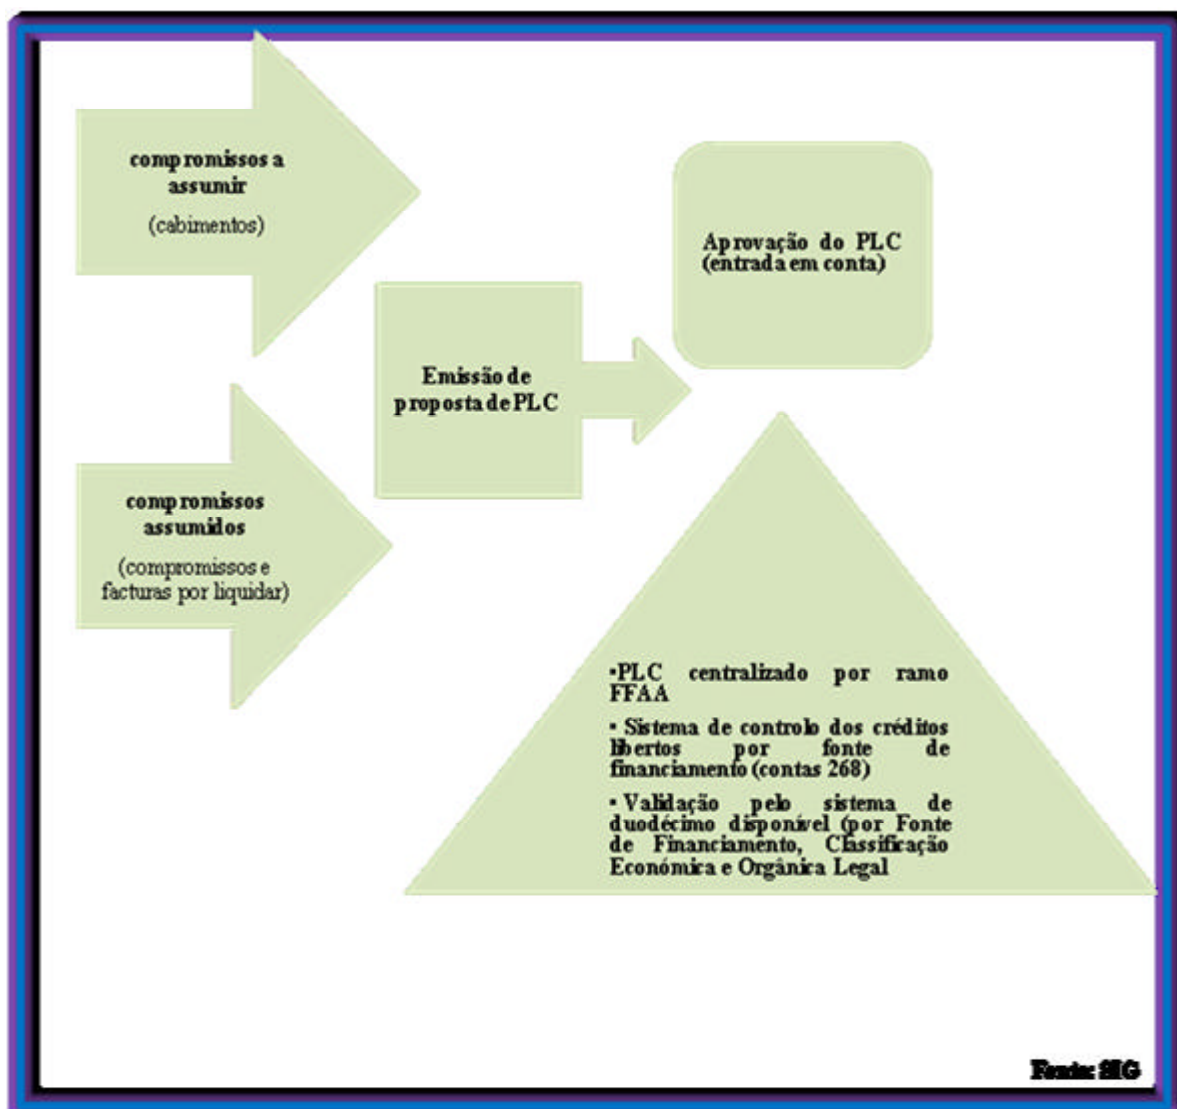 compromissos a
assumir
(cabimentos)
Aprovação do PLC
(entrada em conta)
Emissão de
proposta de PLC
compromissos
assumidos
(compromissos e
facturas por liquidar)
▪PLC centralizado por ramo
FFAA
▪ Sistema de controlo dos créditos
libertos por fonte de
financiamento (contas 268)
▪ Validação pelo sistema de
duodécimo disponível (por Fonte
de Financiamento, Classificação
Económica e Orgânica Legal
Fonte: SIG